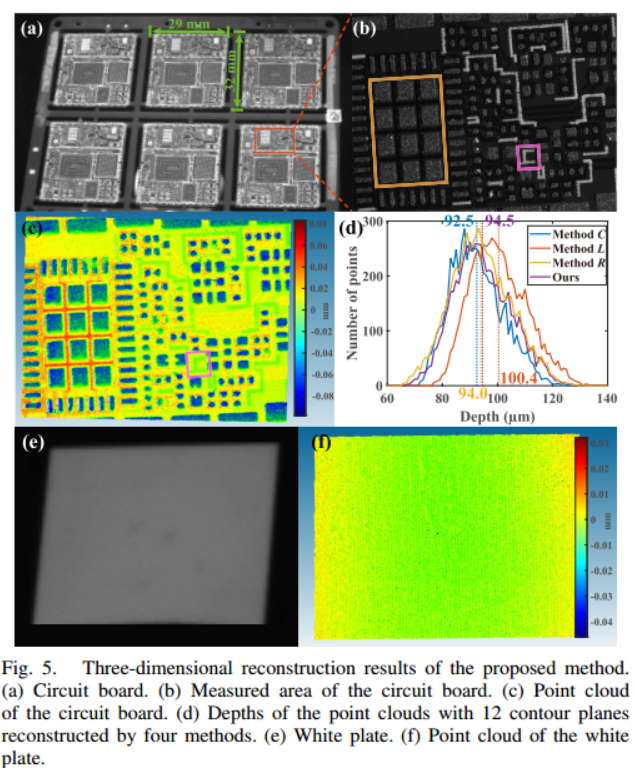 (a)
29 mm
32 mm
(b)
(c)
0.08
0.06
0.04
0.02
0
-0.02
-0.04
-0.06
-0.08
mm
(d)
92.5
94.5
300
200
100
0
Number of points
Method C
Method L
Method R
Ours
100.4
94.0
60
80
100
120
140
Depth (μm)
(e)
(f)
0.03
0.02
0.01
0
-0.01
-0.02
-0.03
-0.04
mm
Fig. 5. Three-dimensional reconstruction results of the proposed method.
(a) Circuit board. (b) Measured area of the circuit board. (c) Point cloud
of the circuit board. (d) Depths of the point clouds with 12 contour planes
reconstructed by four methods. (e) White plate. (f) Point cloud of the white
plate.